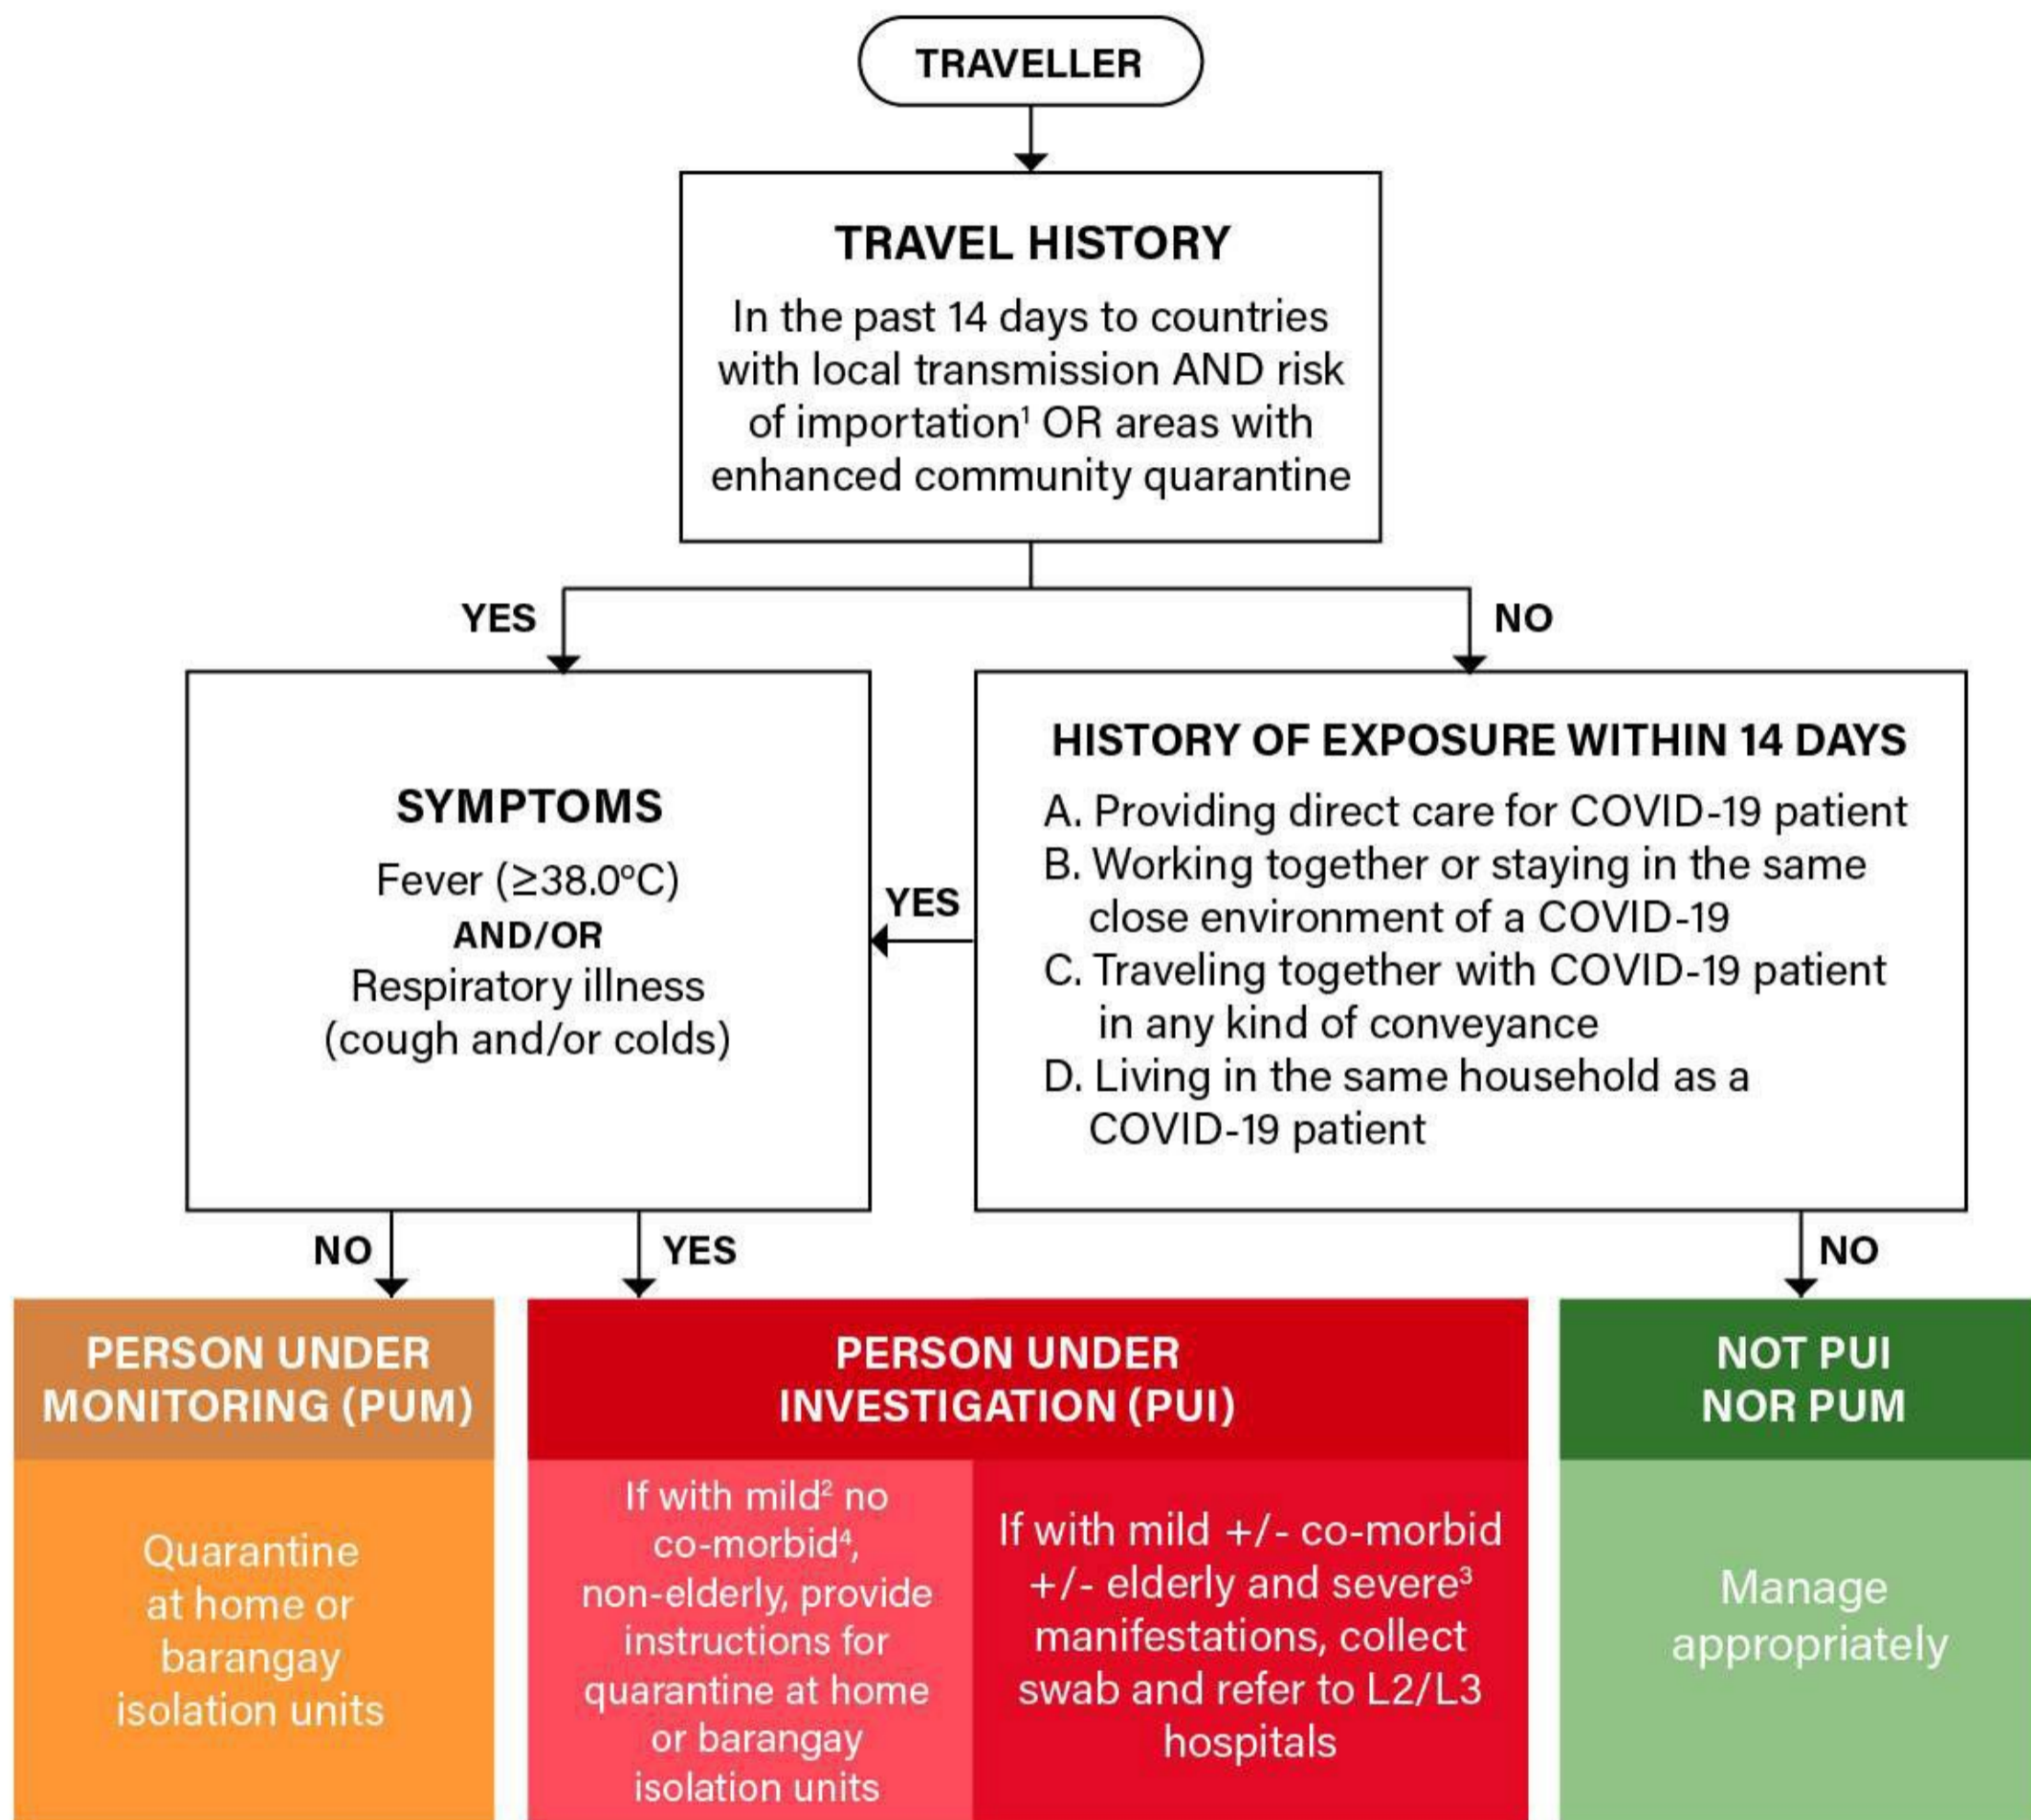 TRAVELLER
TRAVEL HISTORY
In the past 14 days to countries
with local transmission AND risk
of importation¹ OR areas with
enhanced community quarantine
YES
NO
SYMPTOMS
Fever (≥38.0ºC)
AND/OR
Respiratory illness
(cough and/or colds)
YES
HISTORY OF EXPOSURE WITHIN 14 DAYS
A. Providing direct care for COVID-19 patient
B. Working together or staying in the same
close environment of a COVID-19
C. Traveling together with COVID-19 patient
in any kind of conveyance
D. Living in the same household as a
COVID-19 patient
NO
YES
NO
PERSON UNDER
MONITORING (PUM)
Quarantine
at home or
barangay
isolation units
PERSON UNDER
INVESTIGATION (PUI)
If with mild² no
co-morbid⁴,
non-elderly, provide
instructions for
quarantine at home
or barangay
isolation units
If with mild +/- co-morbid
+/- elderly and severe³
manifestations, collect
swab and refer to L2/L3
hospitals
NOT PUI
NOR PUM
Manage
appropriately